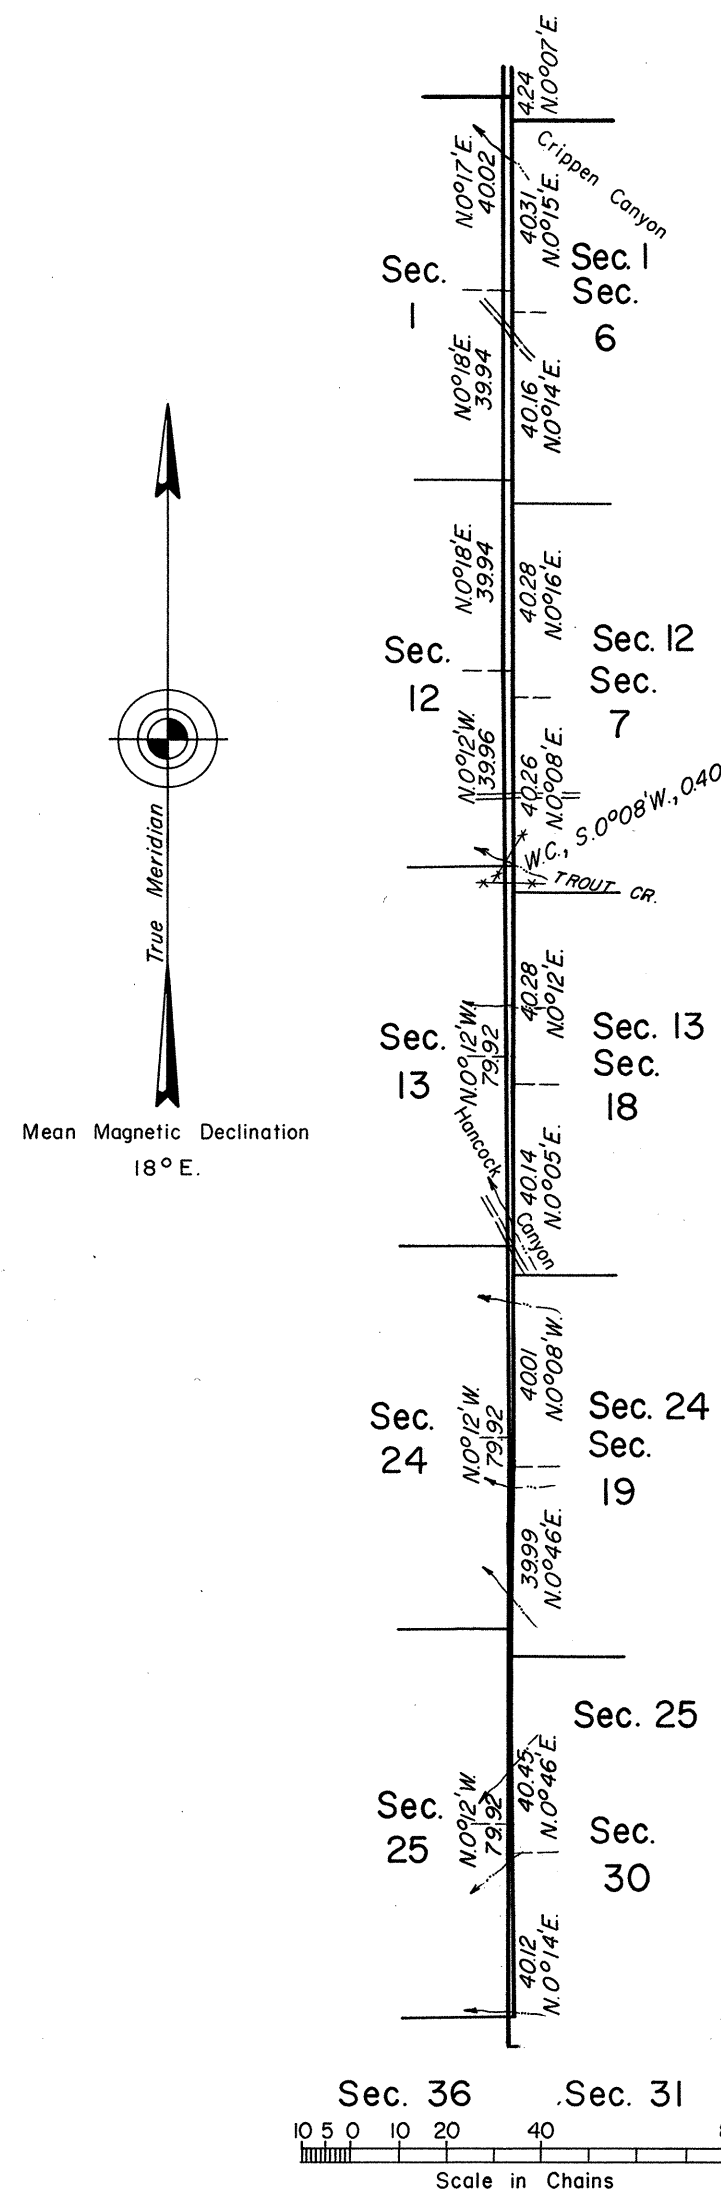 4.24
N.0°07'E.
Crippen Canyon
N.0°17'E.
40.02
40.31
N.0°15'E.
Sec. 1
Sec.
6
Sec.
1
N.0°18'E.
39.94
40.16
N.0°14'E.
N.0°18'E.
39.94
40.28
N.0°16'E.
Sec.
12
Sec. 12
Sec.
7
N.0°12'W.
39.96
40.26
N.0°08'E.
W.C., S.0°08'W., 0.40
TROUT CR.
True Meridian
40.28
N.0°12'E.
Sec.
13
N.0°12'W.
79.92
Sec. 13
Sec.
18
Mean Magnetic Declination
18° E.
Hancock Canyon
40.14
N.0°05'E.
40.01
N.0°08'W.
Sec.
24
N.0°12'W.
79.92
Sec. 24
Sec.
19
39.99
N.0°46'E.
Sec. 25
40.45
N.0°46'E.
Sec.
25
N.0°12'W.
79.92
Sec.
30
40.12
N.0°14'E.
Sec. 36
Sec. 31
10 5 0 10 20 40
Scale in Chains